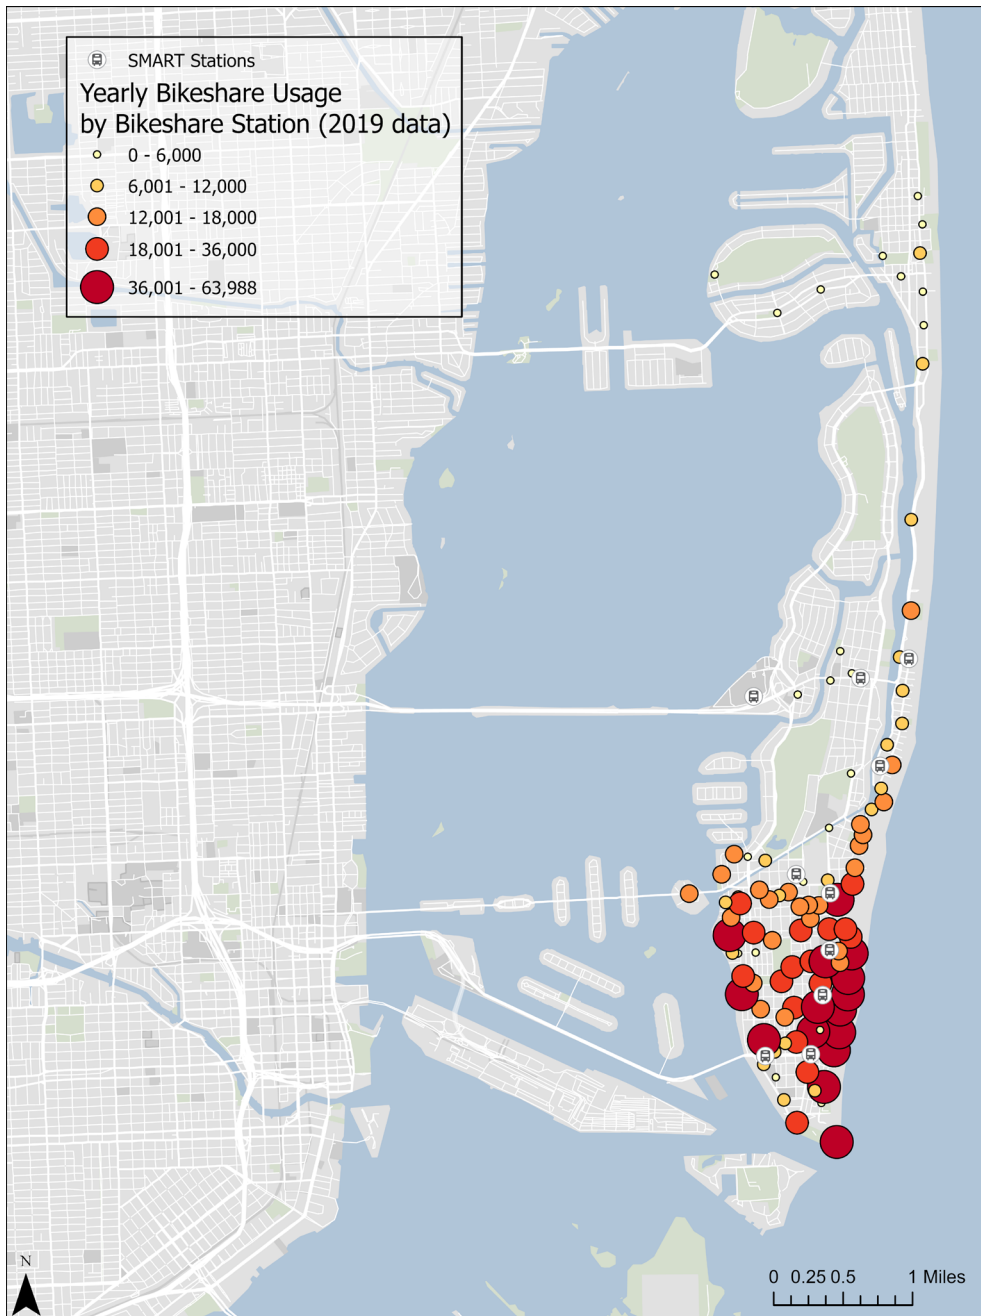 SMART Stations
Yearly Bikeshare Usage
by Bikeshare Station (2019 data)
0 - 6,000
6,001 - 12,000
12,001 - 18,000
18,001 - 36,000
36,001 - 63,988
N
0 0.25 0.5 1 Miles